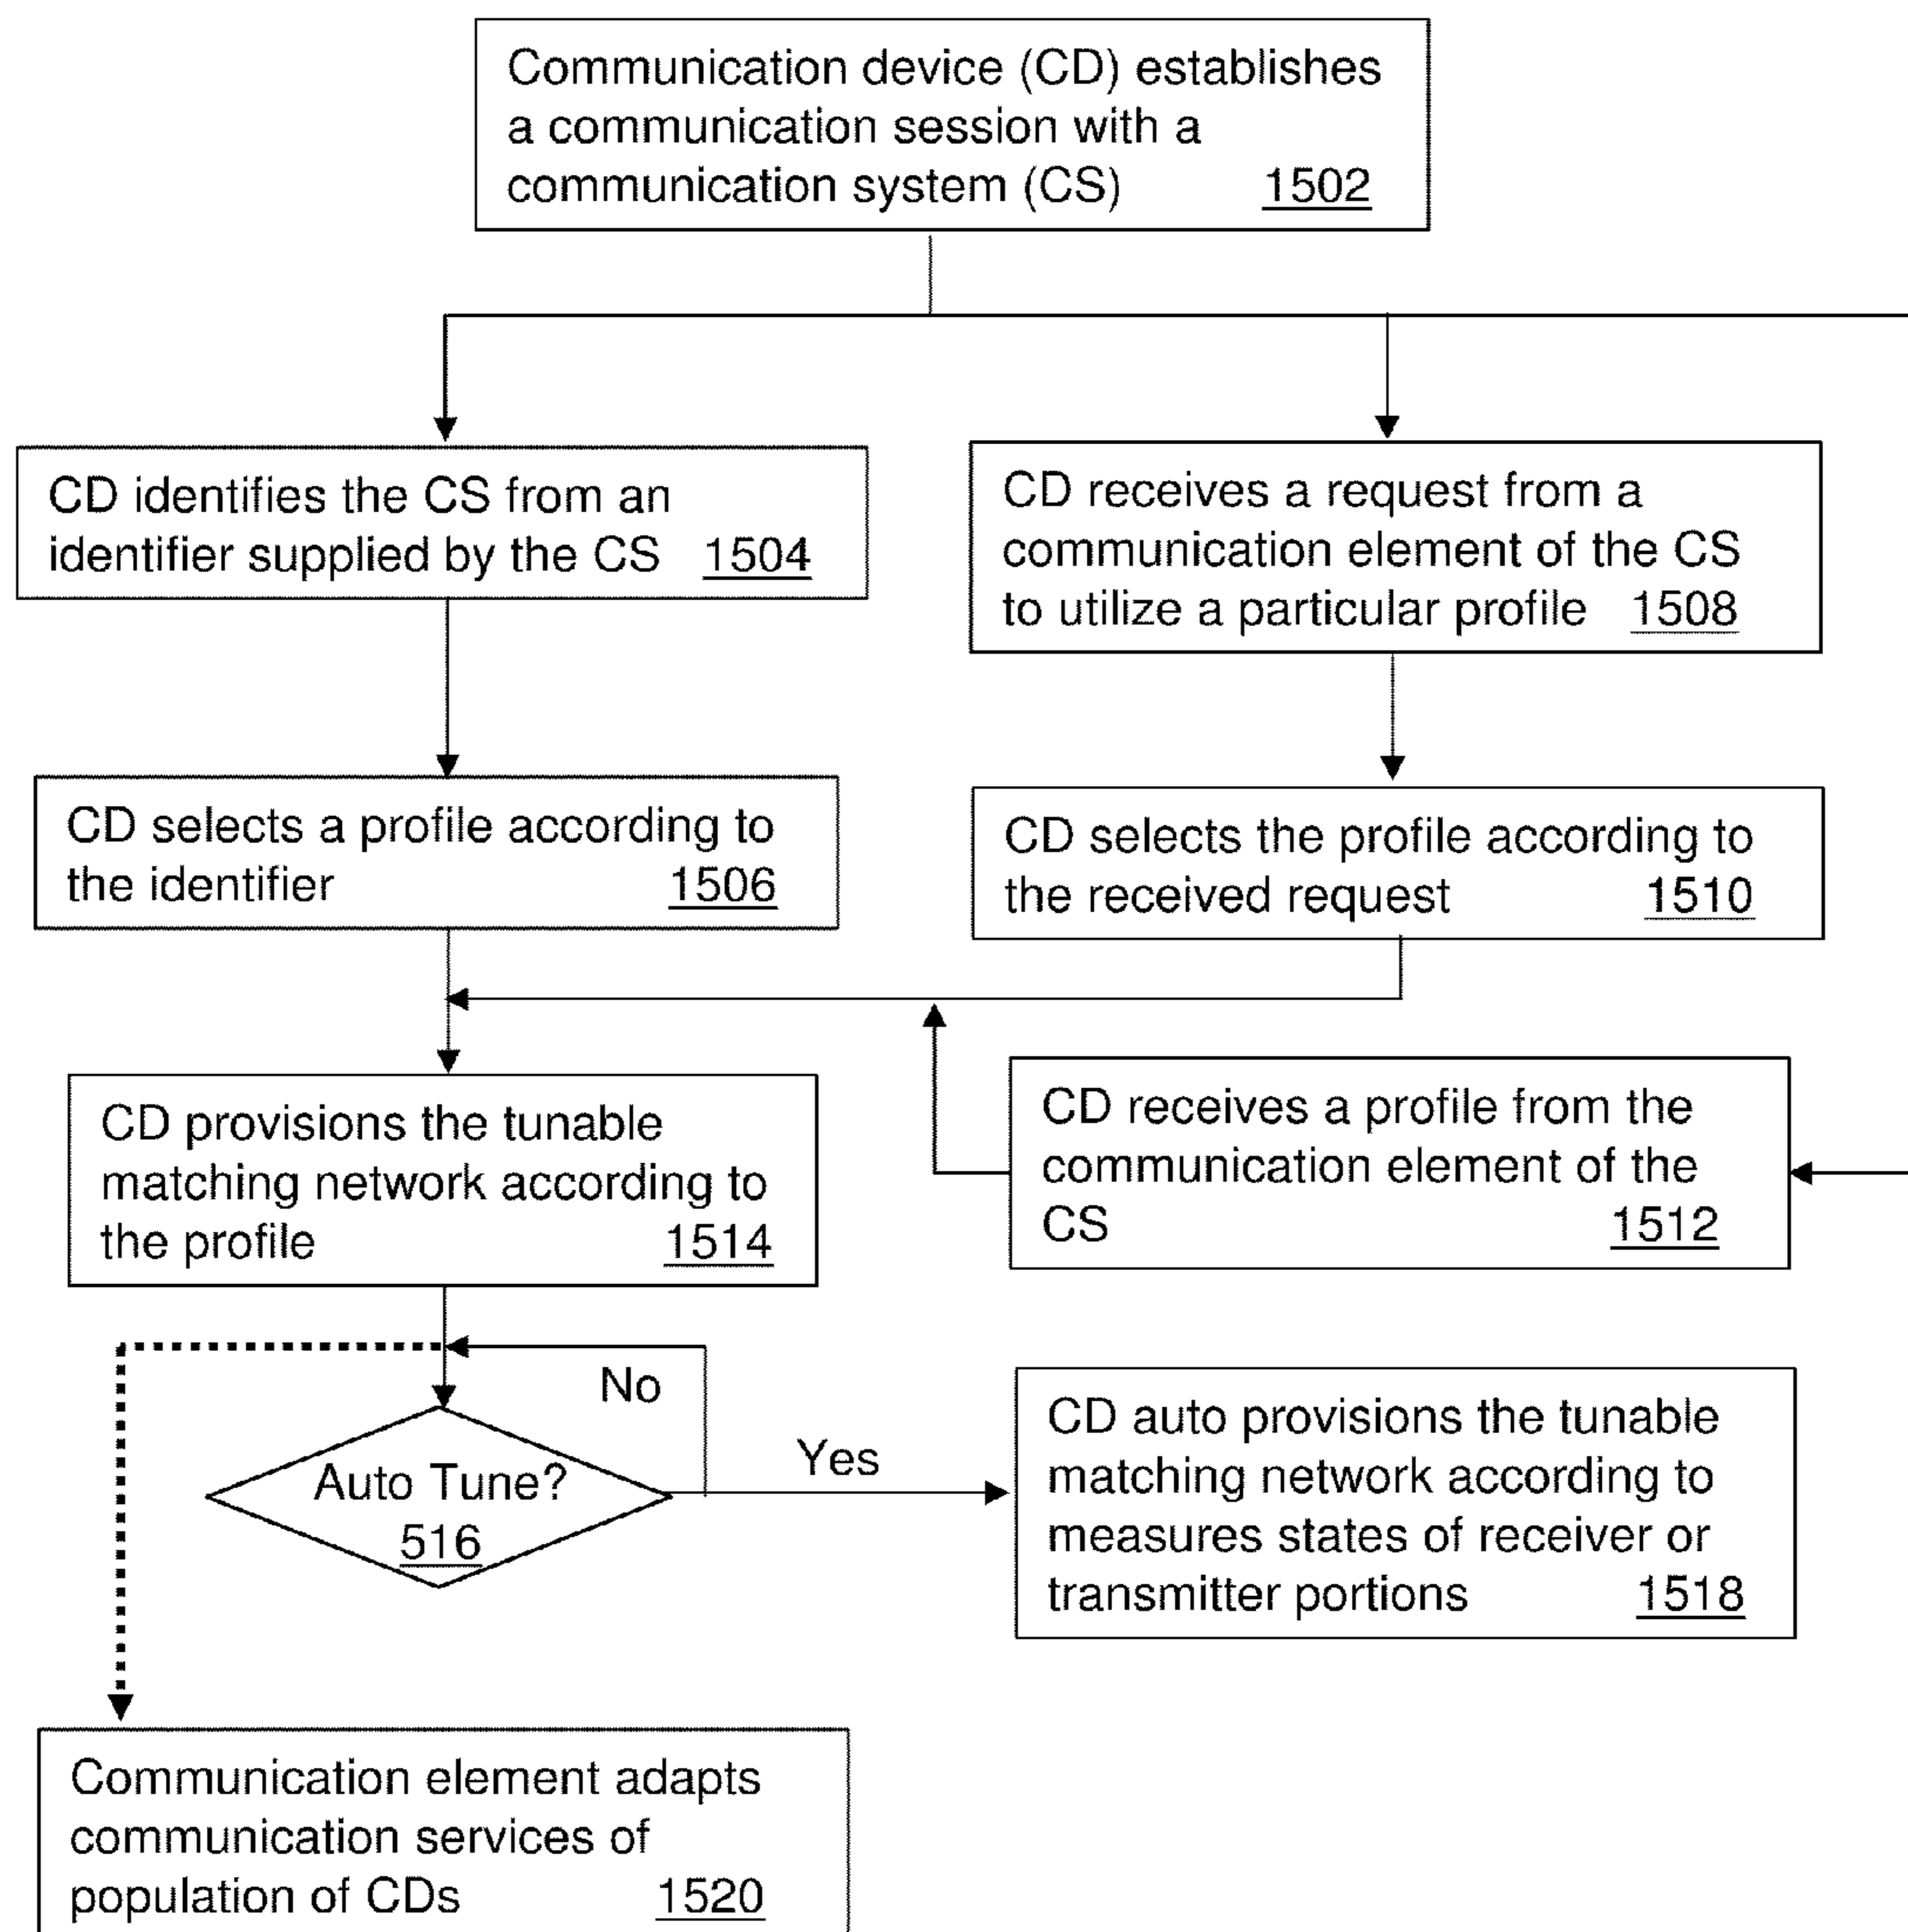 Communication device (CD) establishes
a communication session with a
communication system (CS) 1502
CD identifies the CS from an
identifier supplied by the CS 1504
CD receives a request from a
communication element of the CS
to utilize a particular profile 1508
CD selects a profile according to
the identifier 1506
CD selects the profile according to
the received request 1510
CD provisions the tunable
matching network according to
the profile 1514
CD receives a profile from the
communication element of the
CS 1512
No
Auto Tune?
516
Yes
CD auto provisions the tunable
matching network according to
measures states of receiver or
transmitter portions 1518
Communication element adapts
communication services of
population of CDs 1520